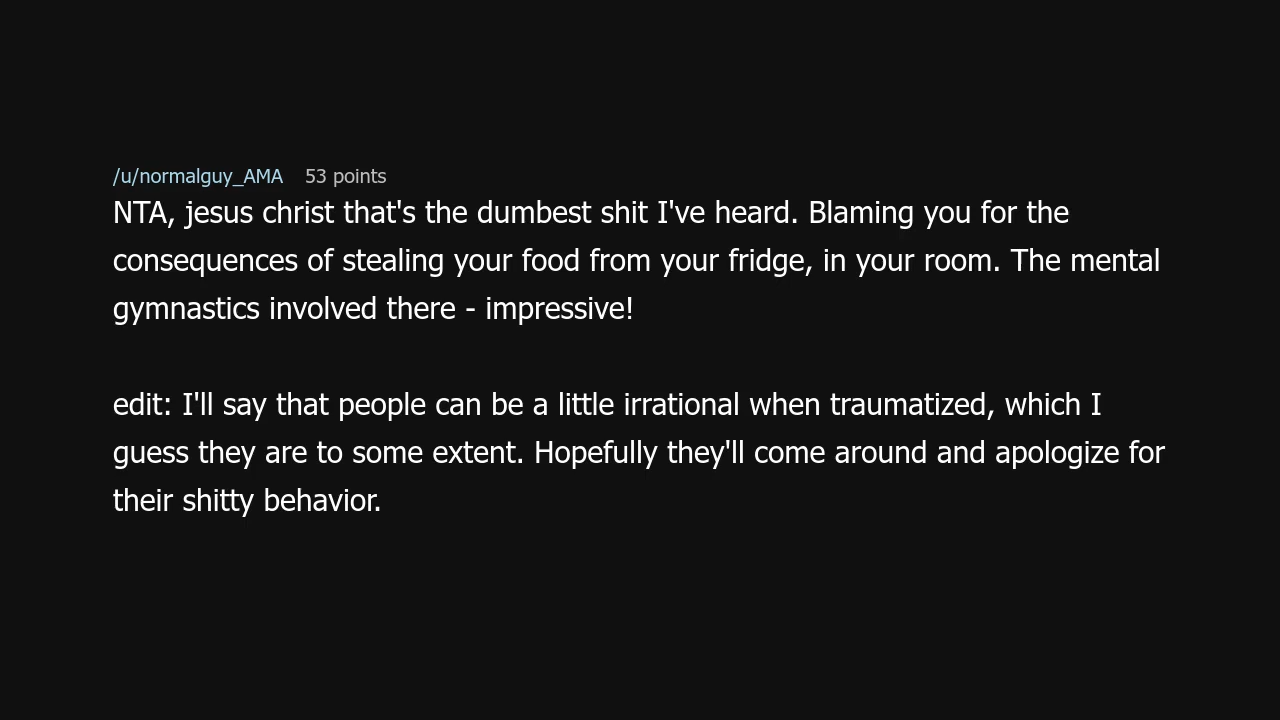 /u/normalguy_AMA 53 points
NTA, jesus christ that's the dumbest shit I've heard. Blaming you for the
consequences of stealing your food from your fridge, in your room. The mental
gymnastics involved there - impressive!
edit: I'll say that people can be a little irrational when traumatized, which I
guess they are to some extent. Hopefully they'll come around and apologize for
their shitty behavior.